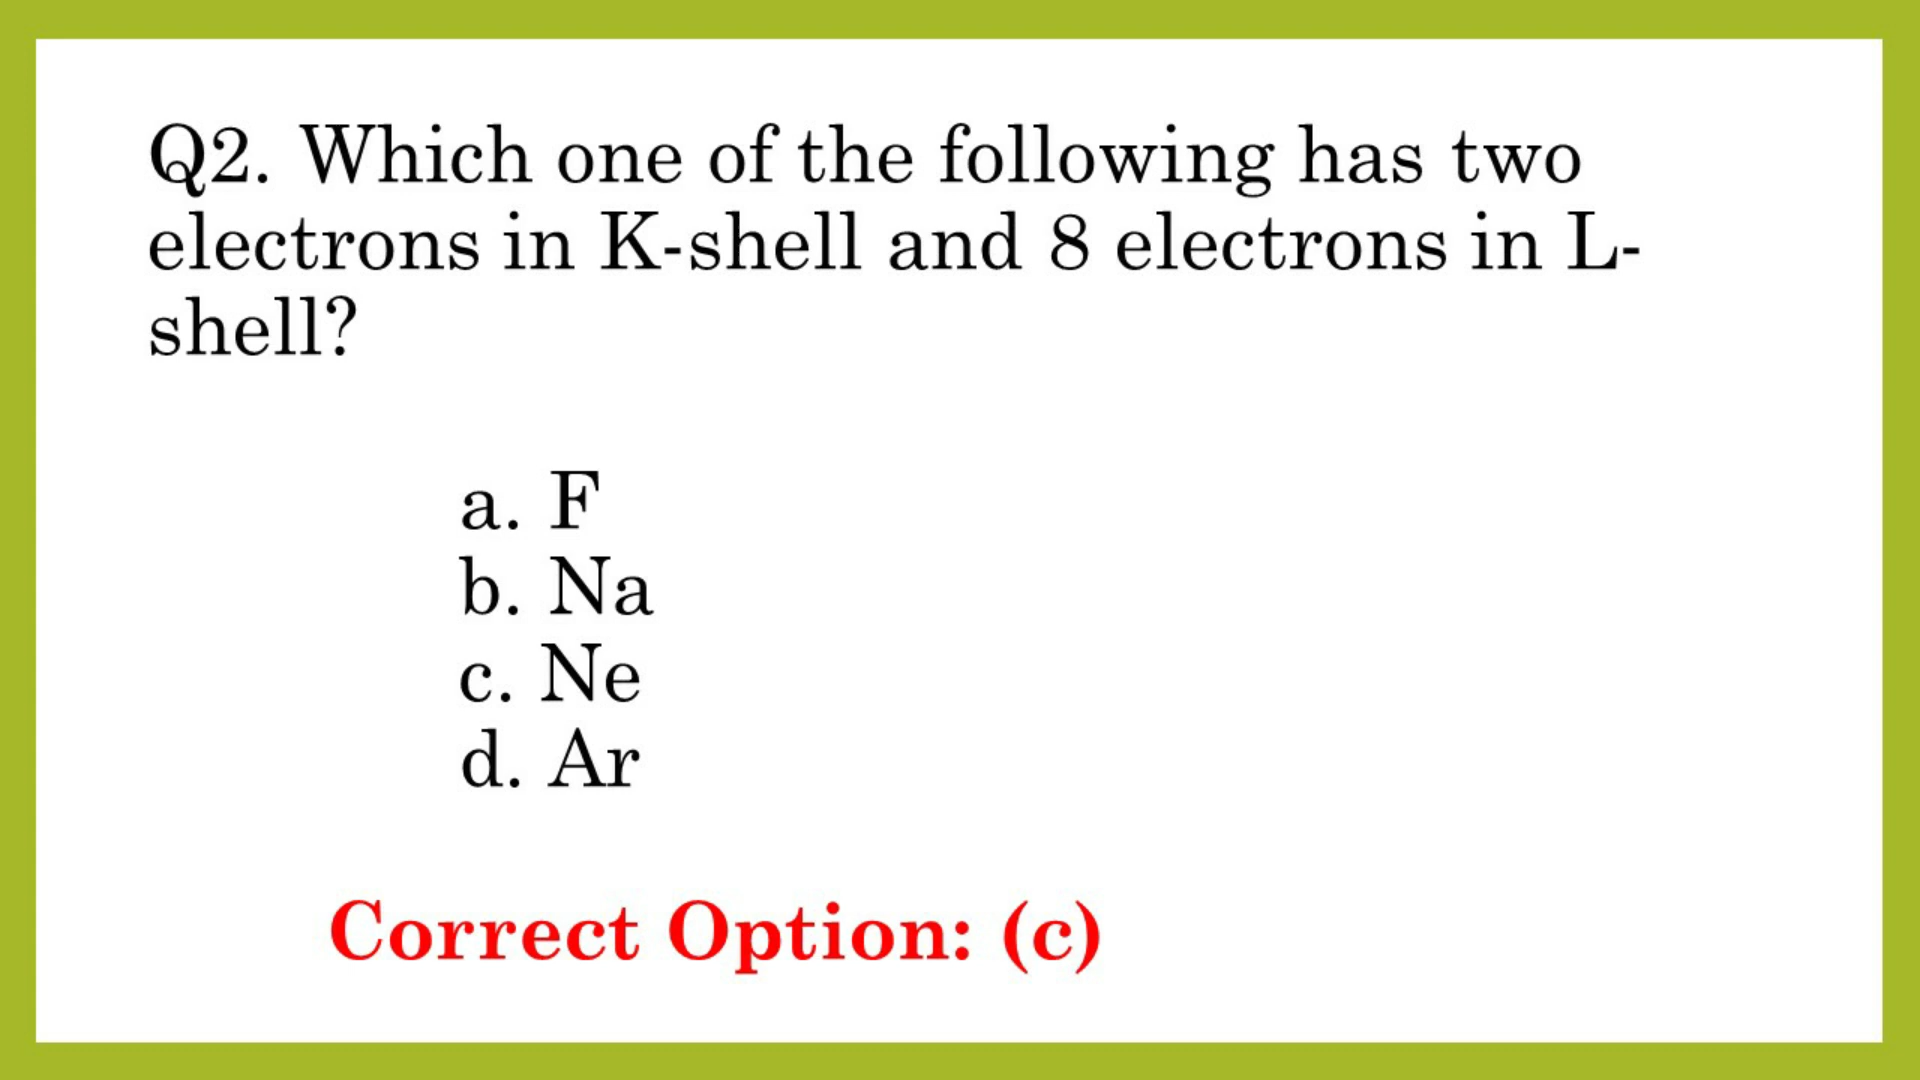 Q2. Which one of the following has two
electrons in K-shell and 8 electrons in L-
shell?
a. F
b. Na
c. Ne
d. Ar
Correct Option: (c)